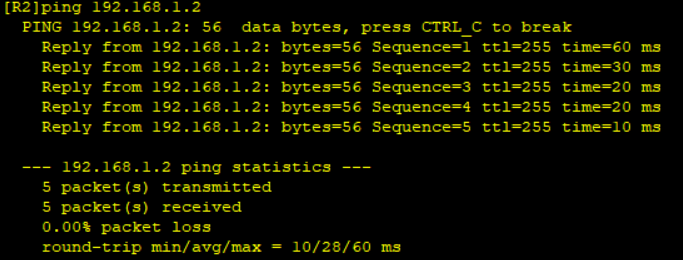 [R2]ping 192.168.1.2
PING 192.168.1.2: 56  data bytes, press CTRL_C to break
Reply from 192.168.1.2: bytes=56 Sequence=1 ttl=255 time=60 ms
Reply from 192.168.1.2: bytes=56 Sequence=2 ttl=255 time=30 ms
Reply from 192.168.1.2: bytes=56 Sequence=3 ttl=255 time=20 ms
Reply from 192.168.1.2: bytes=56 Sequence=4 ttl=255 time=20 ms
Reply from 192.168.1.2: bytes=56 Sequence=5 ttl=255 time=10 ms
--- 192.168.1.2 ping statistics ---
5 packet(s) transmitted
5 packet(s) received
0.00% packet loss
round-trip min/avg/max = 10/28/60 ms